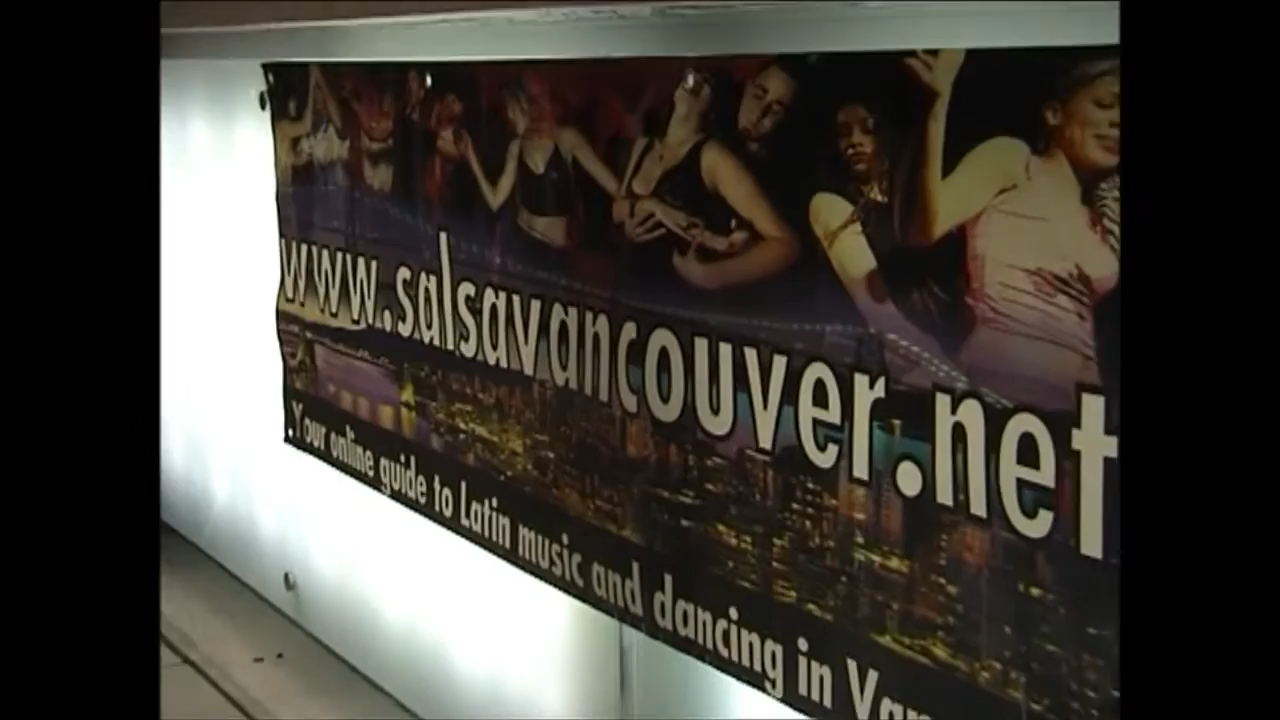 www.salsavancouver.net
Your online guide to Latin music and dancing in